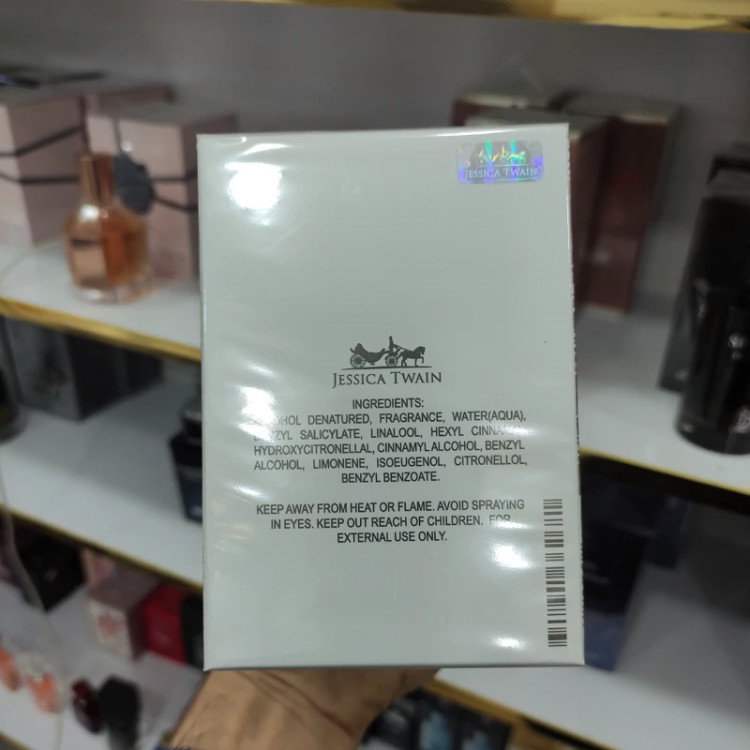 JESSICA TWAIN
JESSICA TWAIN
INGREDIENTS:
DENATURED, FRAGRANCE, WATER(AQUA),
SALICYLATE, LINALOOL, HEXYL
HYDROXYCITRONELLAL, CINNAMYL ALCOHOL, BENZYL
ALCOHOL, LIMONENE, ISOEUGENOL, CITRONELLOL,
BENZYL BENZOATE.
KEEP AWAY FROM HEAT OR FLAME. AVOID SPRAYING
IN EYES. KEEP OUT REACH OF CHILDREN. FOR
EXTERNAL USE ONLY.